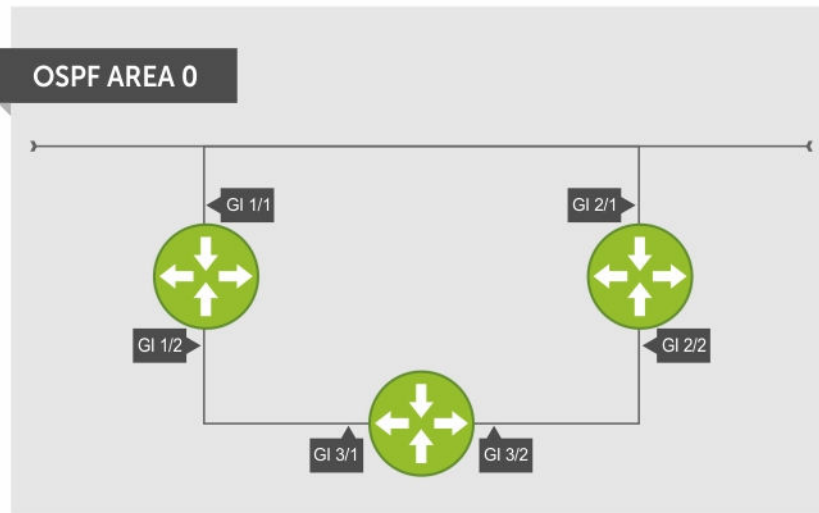 OSPF AREA 0
GI 1/1
GI 2/1
GI 1/2
GI 2/2
GI 3/1
GI 3/2